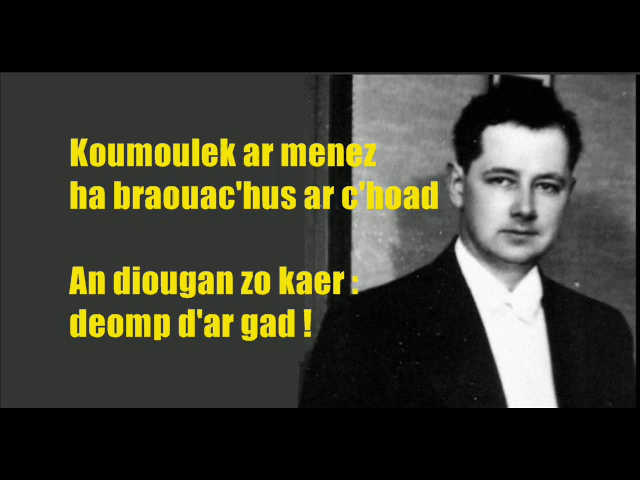 Koumoulek ar menez
ha braouac'hus ar c'hoad
An diougan zo kaer :
deomp d'ar gad !